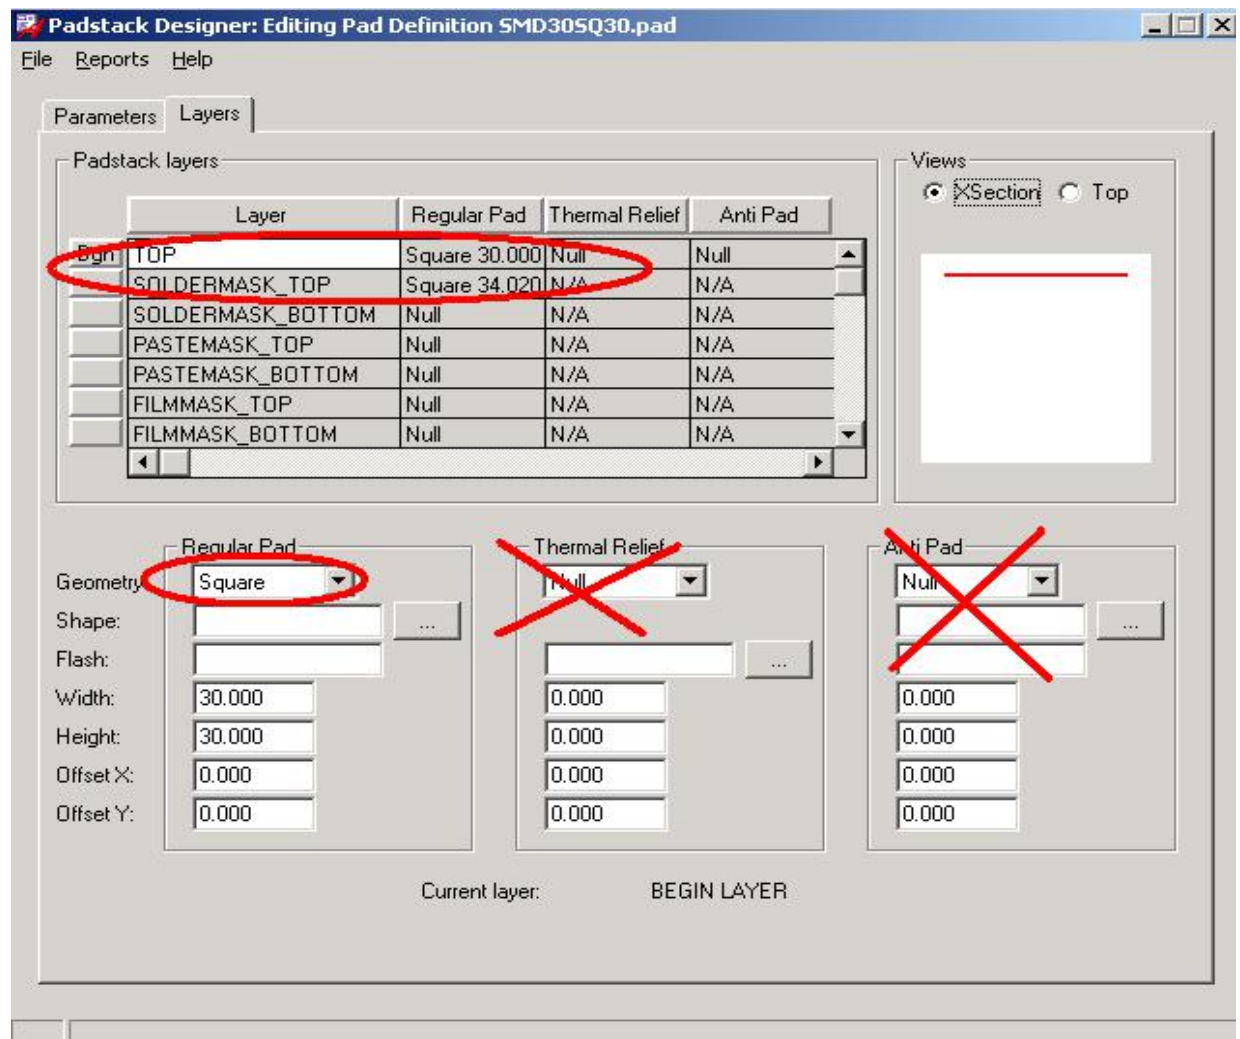 Padstack Designer: Editing Pad Definition SMD30SQ30.pad
File Reports Help
Parameters Layers
Padstack layers
Views
XSection Top
Layer Regular Pad Thermal Relief Anti Pad
Bgn TOP Square 30.000 Null Null
SOLDERMASK_TOP Square 34.020 N/A N/A
SOLDERMASK_BOTTOM Null N/A N/A
PASTEMASK_TOP Null N/A N/A
PASTEMASK_BOTTOM Null N/A N/A
FILMMASK_TOP Null N/A N/A
FILMMASK_BOTTOM Null N/A N/A
Regular Pad Thermal Relief Anti Pad
Geometry: Square Null Null
Shape: ... ...
Flash: ...
Width: 30.000 0.000 0.000
Height: 30.000 0.000 0.000
Offset X: 0.000 0.000 0.000
Offset Y: 0.000 0.000 0.000
Current layer: BEGIN LAYER